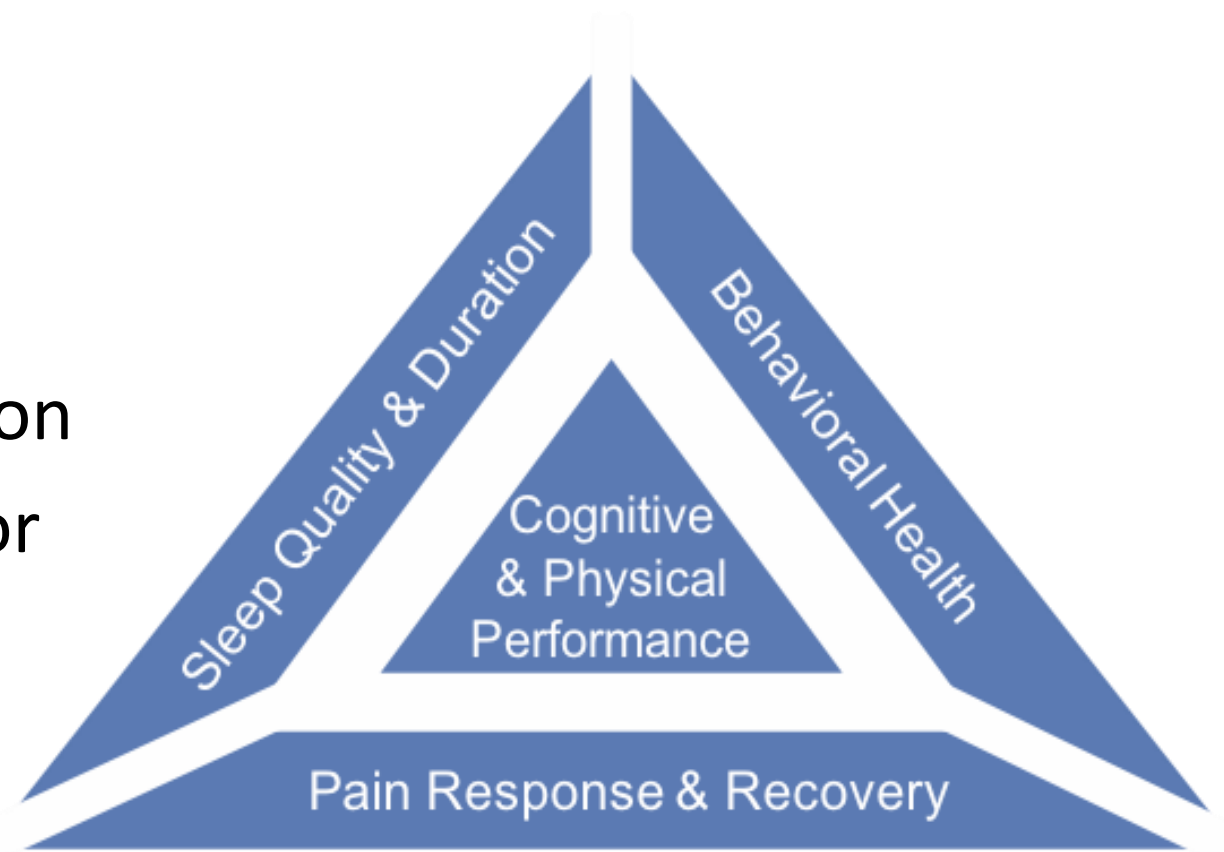 on
or
Sleep Quality & Duration
Behavioral Health
Cognitive
& Physical
Performance
Pain Response & Recovery